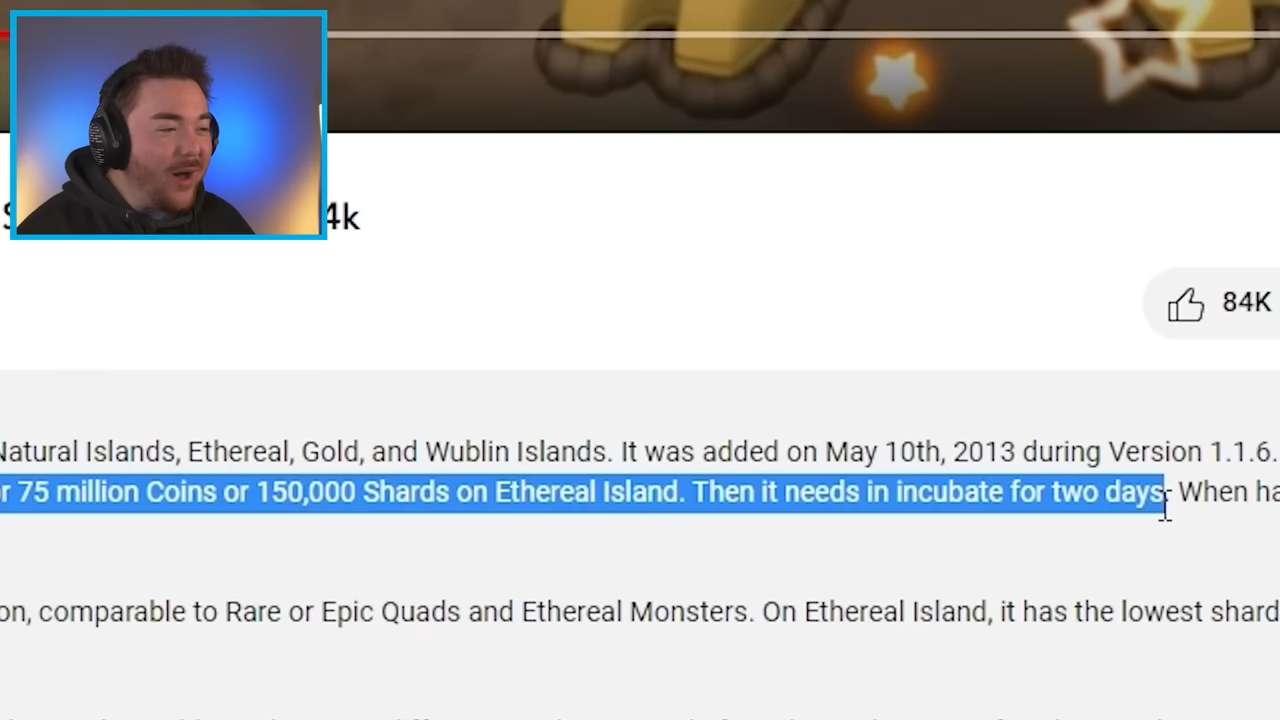 4k
84K
Natural Islands, Ethereal, Gold, and Wublin Islands. It was added on May 10th, 2013 during Version 1.1.6.
or 75 million Coins or 150,000 Shards on Ethereal Island. Then it needs in incubate for two days. When ha
on, comparable to Rare or Epic Quads and Ethereal Monsters. On Ethereal Island, it has the lowest shard